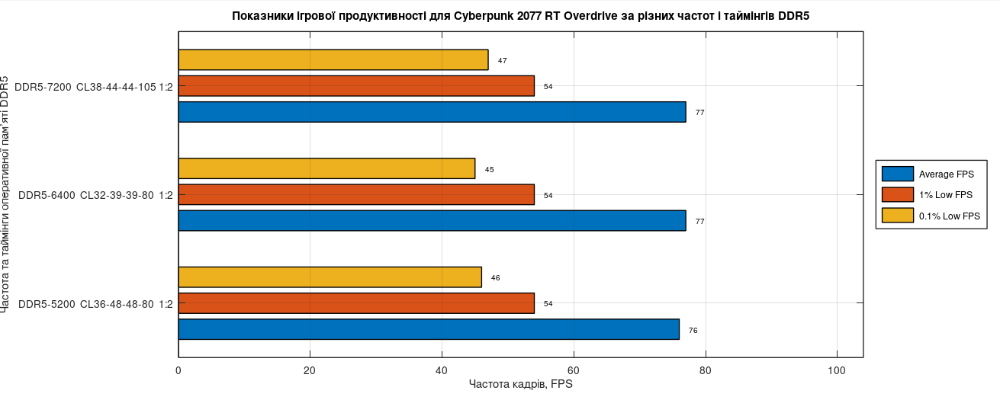 Показники ігрової продуктивності для Cyberpunk 2077 RT Overdrive за різних частот і таймінгів DDR5
47
DDR5-7200 CL38-44-44-105 1:2
54
77
45
DDR5-6400 CL32-39-39-80 1:2
54
77
46
DDR5-5200 CL36-48-48-80 1:2
54
76
0 20 40 60 80 100
Частота кадрів, FPS
Частота та таймінги оперативної пам'яті DDR5
Average FPS
1% Low FPS
0.1% Low FPS